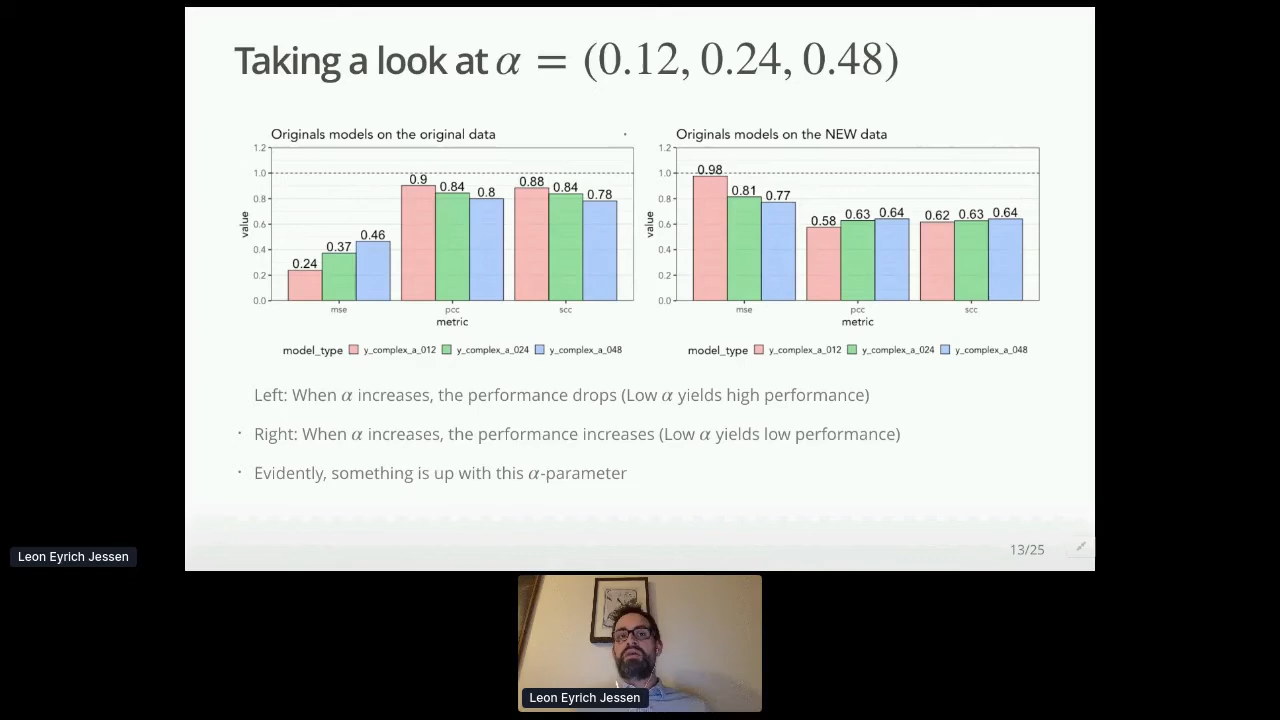 Taking a look at α = (0.12, 0.24, 0.48)
Originals models on the original data
1.2
1.0
0.8
0.6
0.4
0.2
0.0
value
0.24
0.37
0.46
0.9
0.84
0.8
0.88
0.84
0.78
mse
pcc
scc
metric
model_type y_complex_a_012 y_complex_a_024 y_complex_a_048
Originals models on the NEW data
1.2
1.0
0.8
0.6
0.4
0.2
0.0
value
0.98
0.81
0.77
0.58
0.63
0.64
0.62
0.63
0.64
mse
pcc
scc
metric
model_type y_complex_a_012 y_complex_a_024 y_complex_a_048
Left: When α increases, the performance drops (Low α yields high performance)
· Right: When α increases, the performance increases (Low α yields low performance)
· Evidently, something is up with this α-parameter
13/25
Leon Eyrich Jessen
Leon Eyrich Jessen